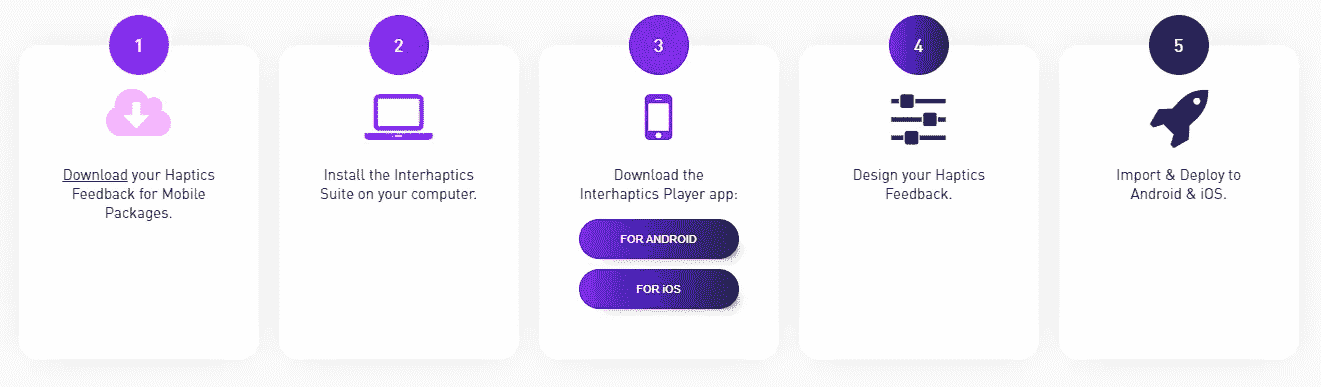 1
Download your Haptics
Feedback for Mobile
Packages.
2
Install the Interhaptics
Suite on your computer.
3
Download the
Interhaptics Player app:
FOR ANDROID
FOR iOS
4
Design your Haptics
Feedback.
5
Import & Deploy to
Android & iOS.